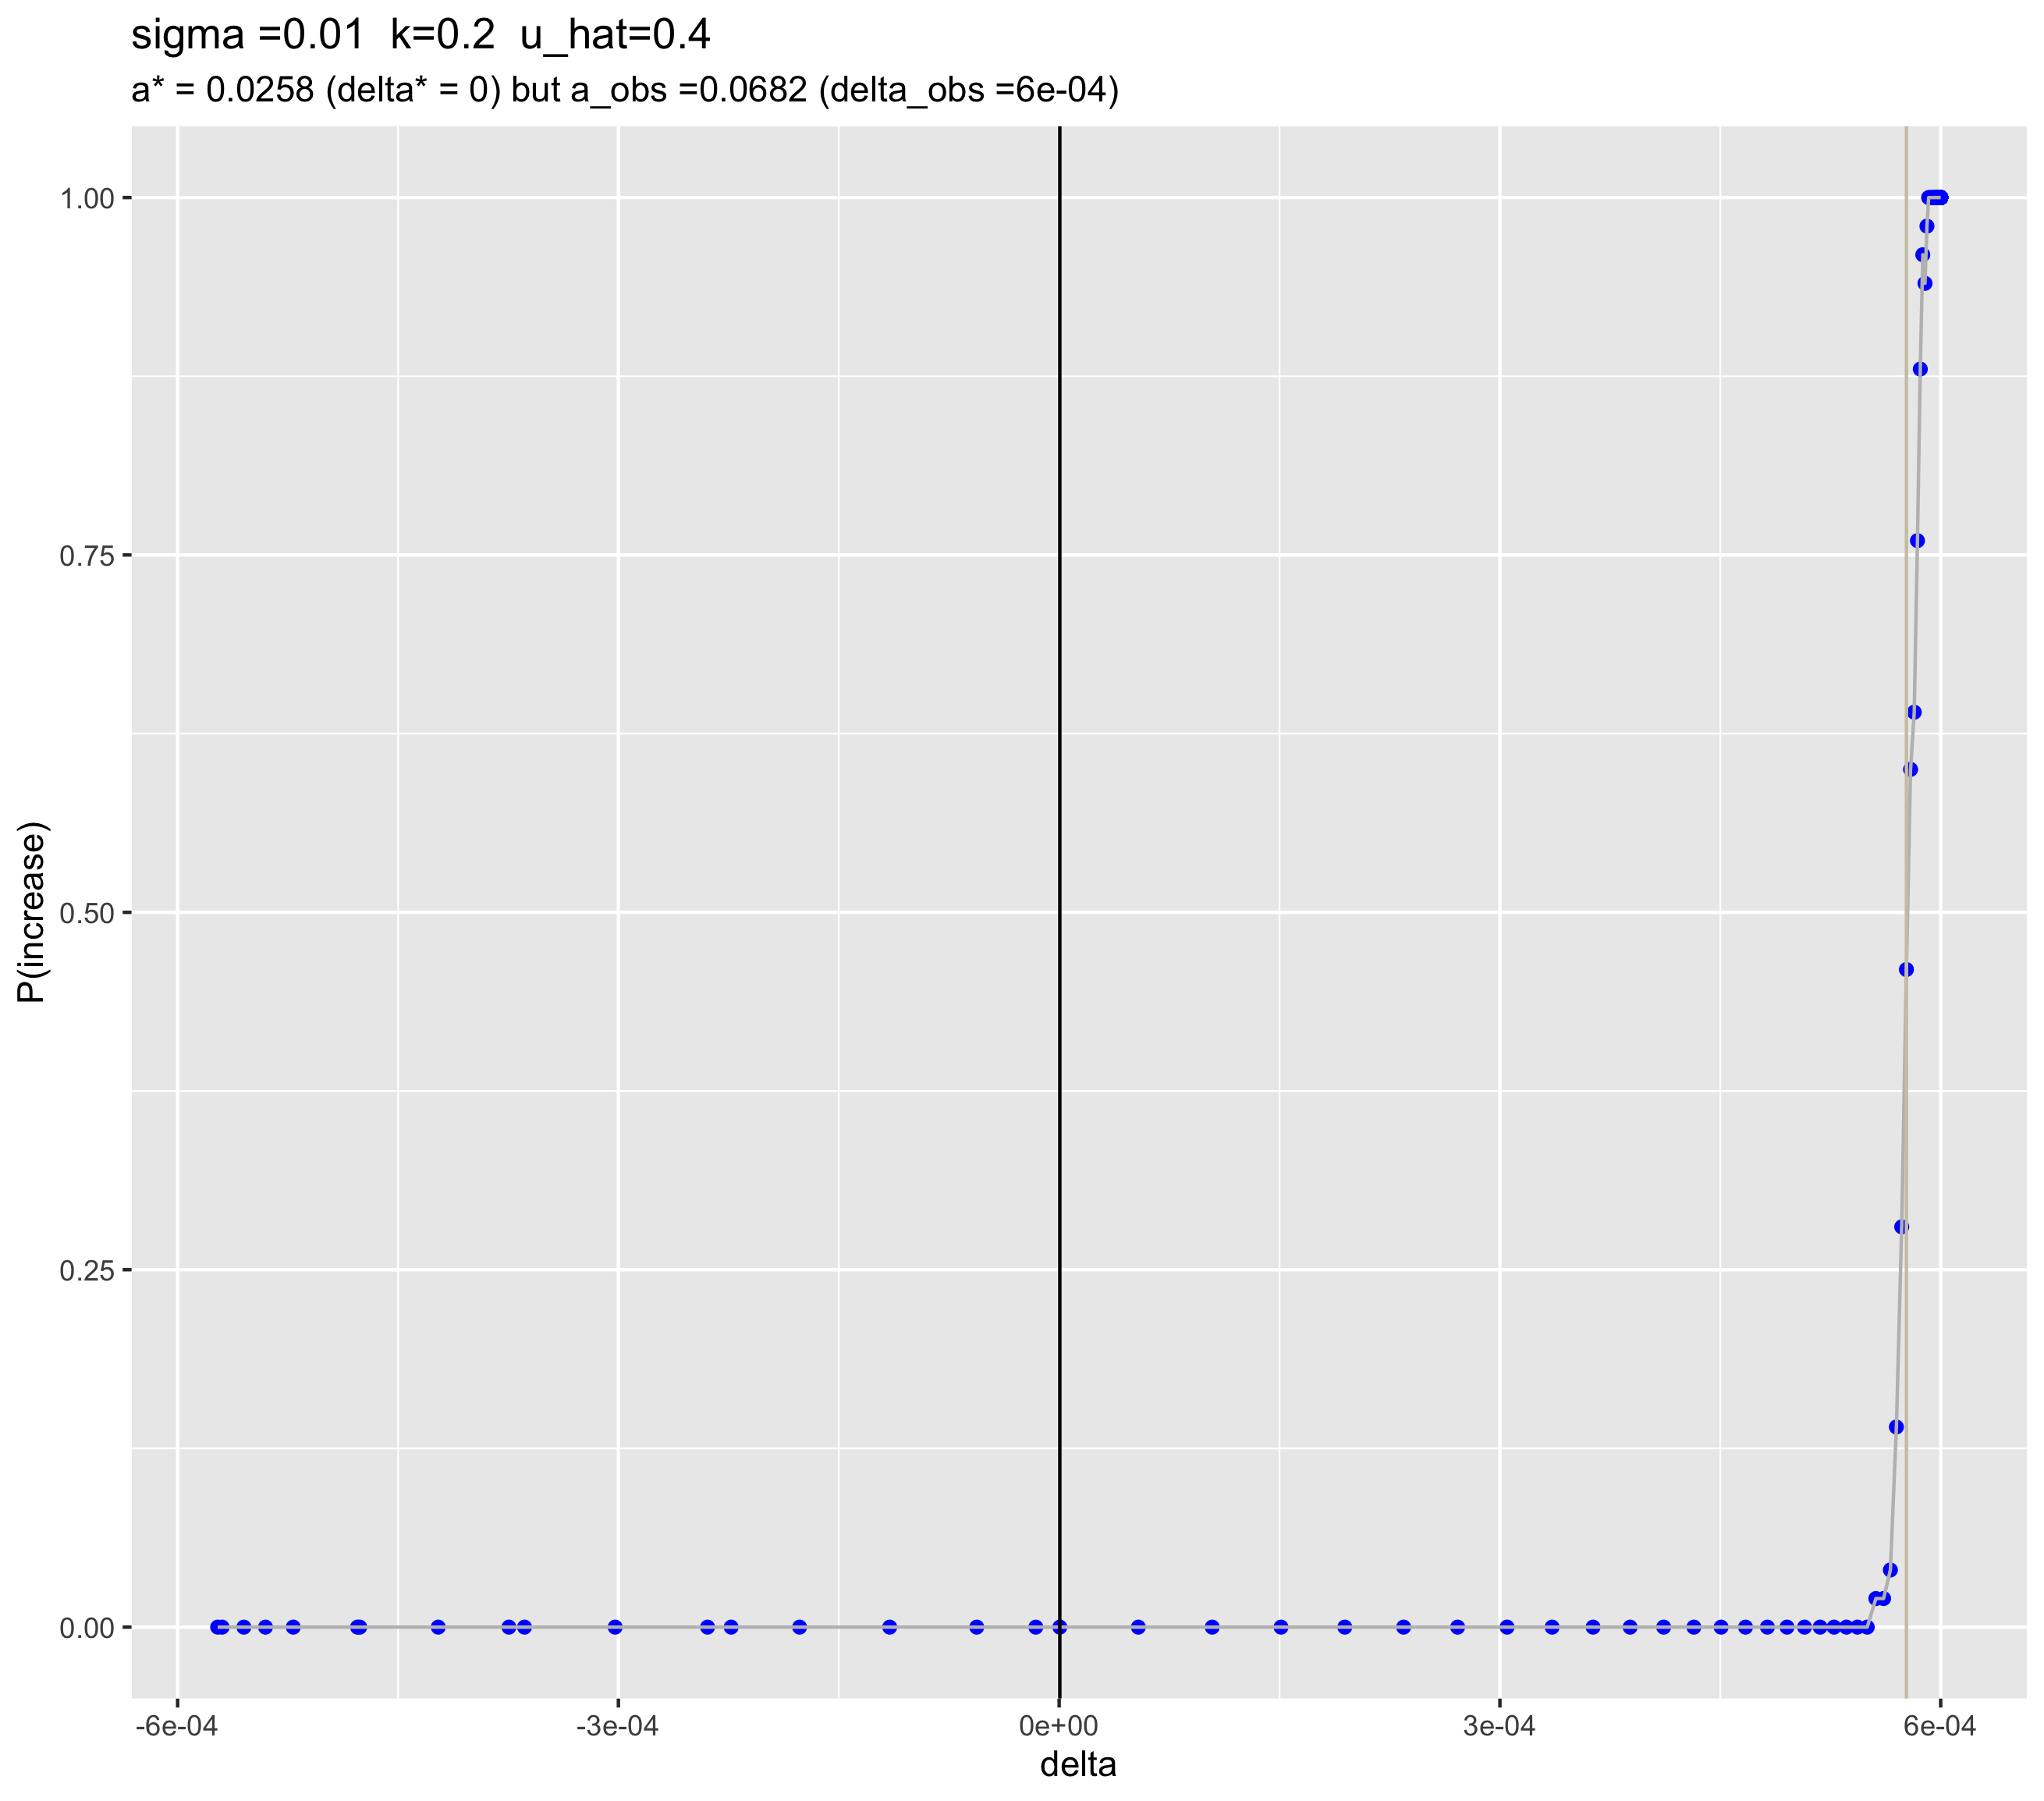 sigma =0.01  k=0.2  u_hat=0.4
a* = 0.0258 (delta* = 0) but a_obs =0.0682 (delta_obs =6e-04)
1.00
0.75
0.50
0.25
0.00
P(increase)
-6e-04
-3e-04
0e+00
3e-04
6e-04
delta